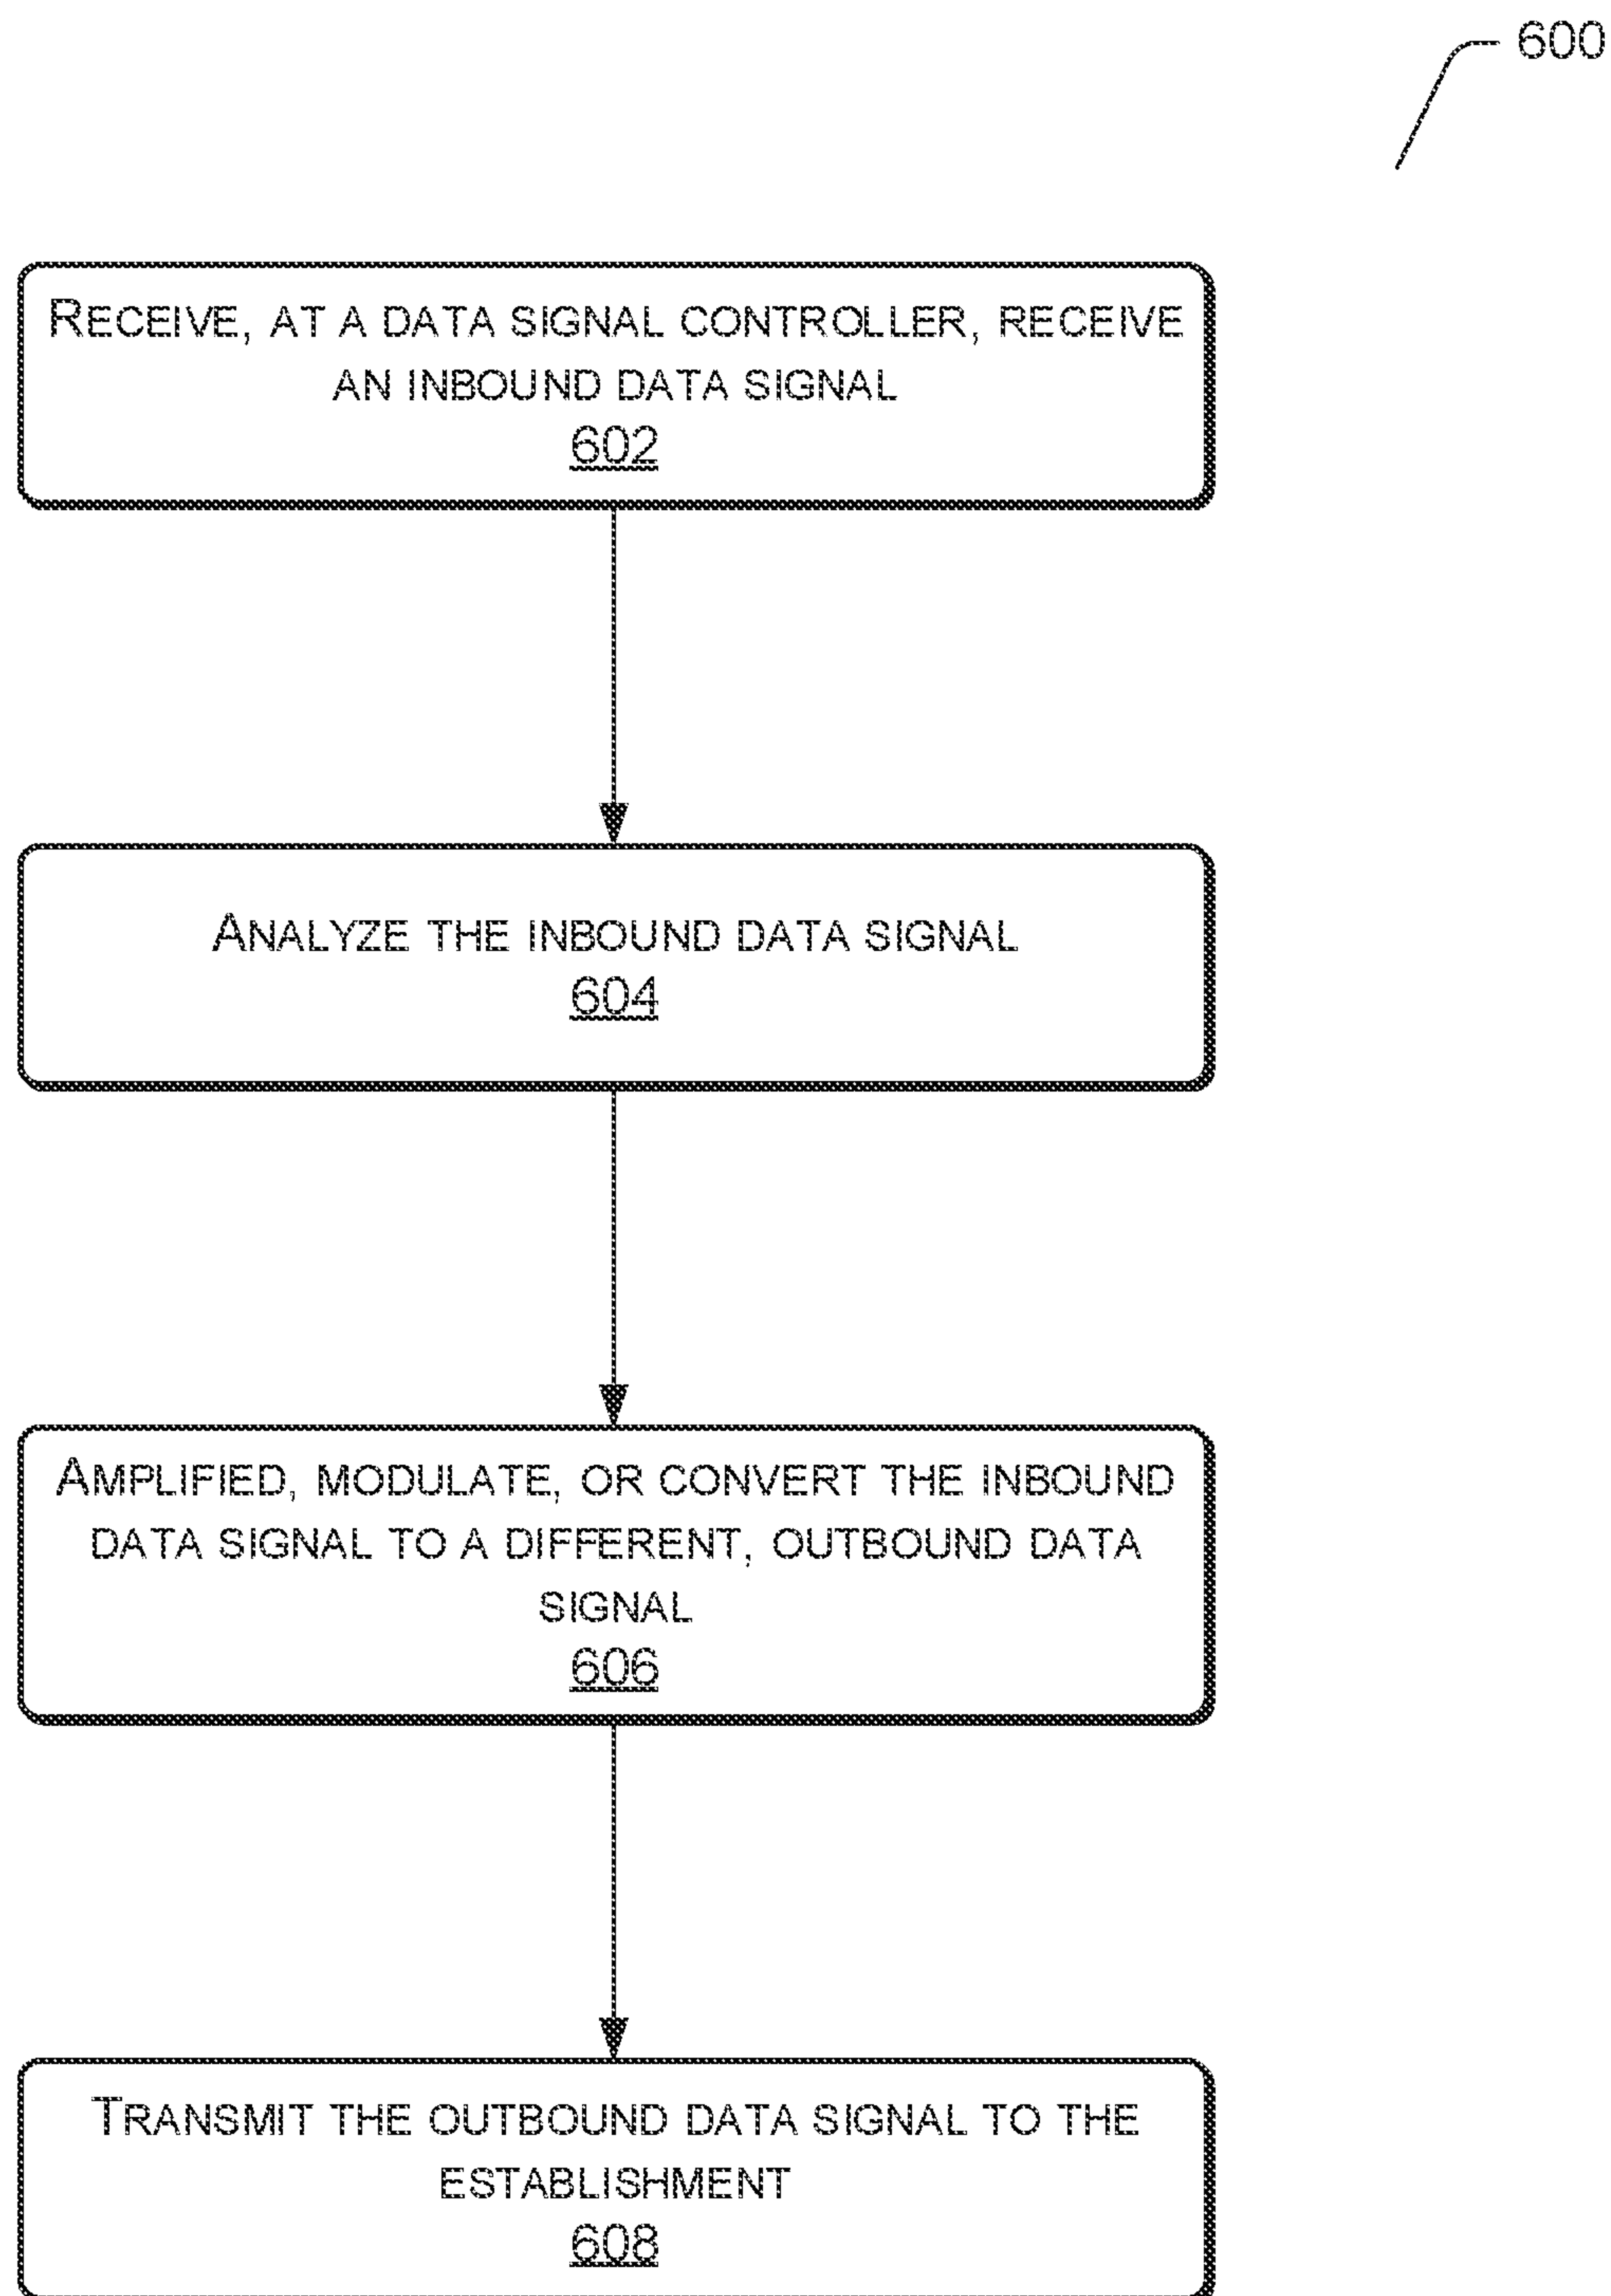 600
RECEIVE, AT A DATA SIGNAL CONTROLLER, RECEIVE
AN INBOUND DATA SIGNAL
602
ANALYZE THE INBOUND DATA SIGNAL
604
AMPLIFIED, MODULATE, OR CONVERT THE INBOUND
DATA SIGNAL TO A DIFFERENT, OUTBOUND DATA
SIGNAL
606
TRANSMIT THE OUTBOUND DATA SIGNAL TO THE
ESTABLISHMENT
608